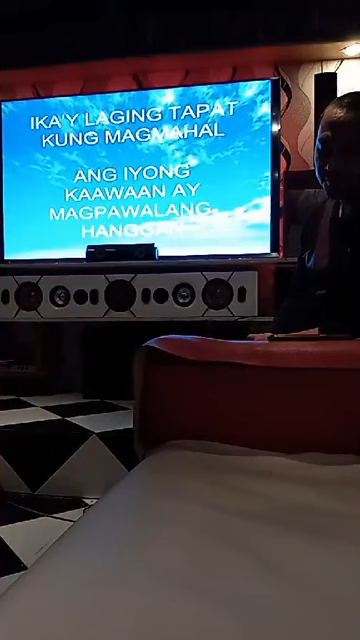 IKA'Y LAGING TAPAT
KUNG MAGMAHAL
ANG IYONG
KAAWAAN AY
MAGPAWALANG
HANGGAN